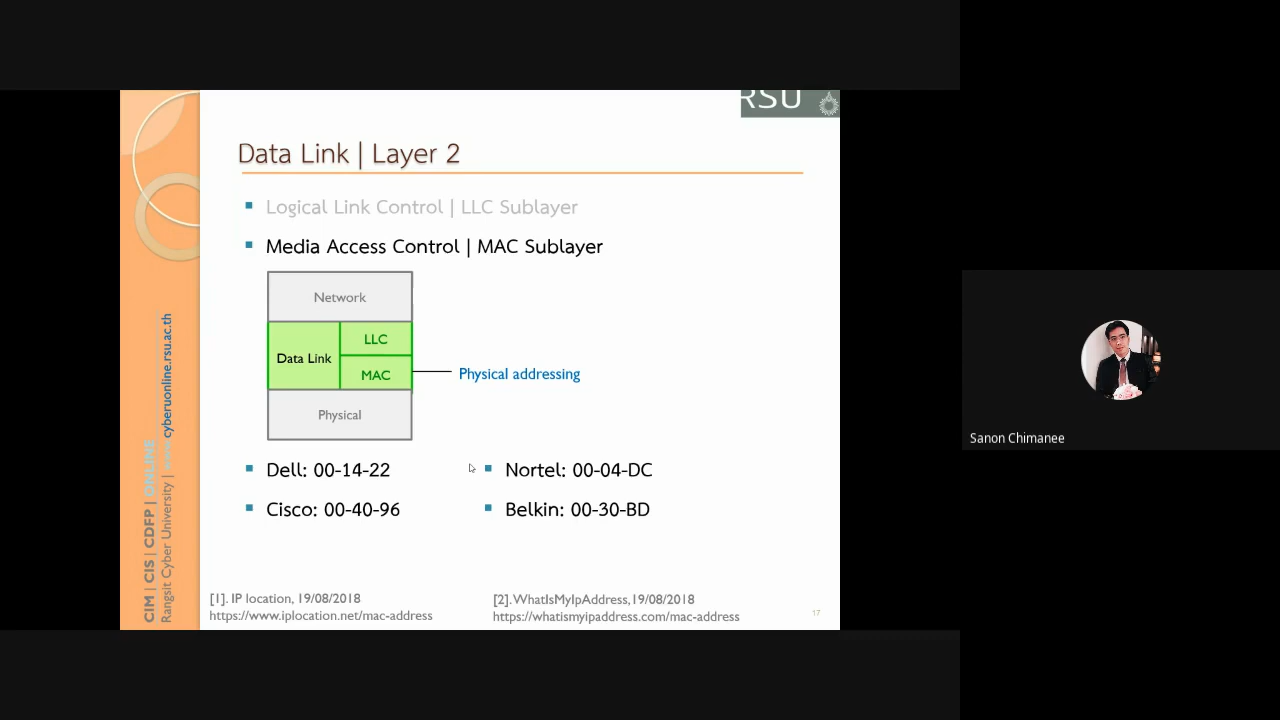 RSU
Data Link | Layer 2
Logical Link Control | LLC Sublayer
Media Access Control | MAC Sublayer
Network
Data Link
LLC
MAC
Physical addressing
Physical
Dell: 00-14-22
Nortel: 00-04-DC
Cisco: 00-40-96
Belkin: 00-30-BD
[1]. IP location, 19/08/2018
https://www.iplocation.net/mac-address
[2].WhatIsMyIpAddress,19/08/2018
https://whatismyipaddress.com/mac-address
17
CIM | CIS | CDFP | ONLINE
Rangsit Cyber University | www.cyberuonline.rsu.ac.th
Sanon Chimanee